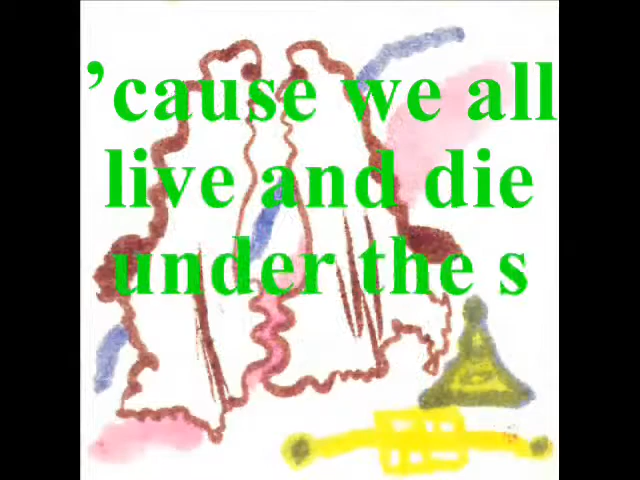 ’cause we all
live and die
under the s